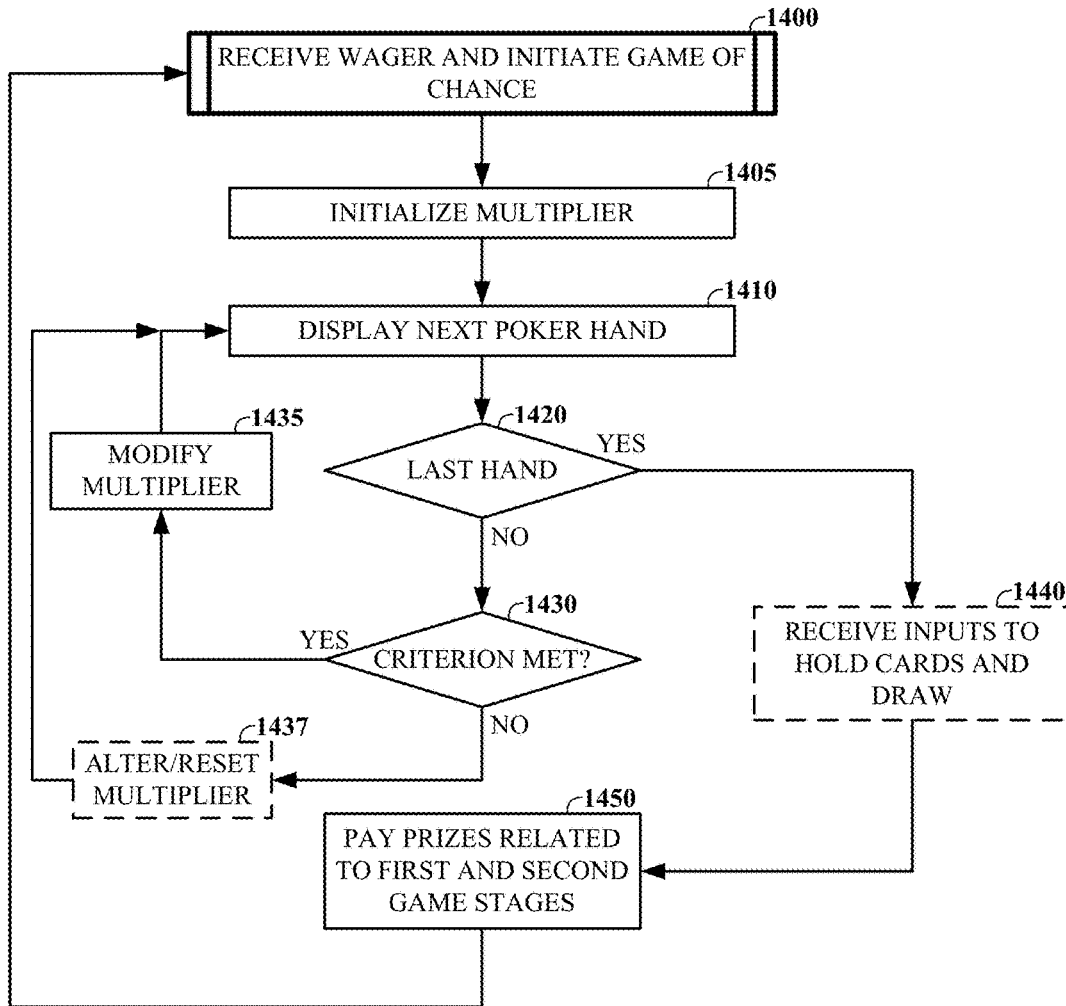 1400
RECEIVE WAGER AND INITIATE GAME OF
CHANCE
1405
INITIALIZE MULTIPLIER
1410
DISPLAY NEXT POKER HAND
1420
LAST HAND
YES
NO
1435
MODIFY
MULTIPLIER
1430
CRITERION MET?
YES
NO
1440
RECEIVE INPUTS TO
HOLD CARDS AND
DRAW
1437
ALTER/RESET
MULTIPLIER
1450
PAY PRIZES RELATED
TO FIRST AND SECOND
GAME STAGES